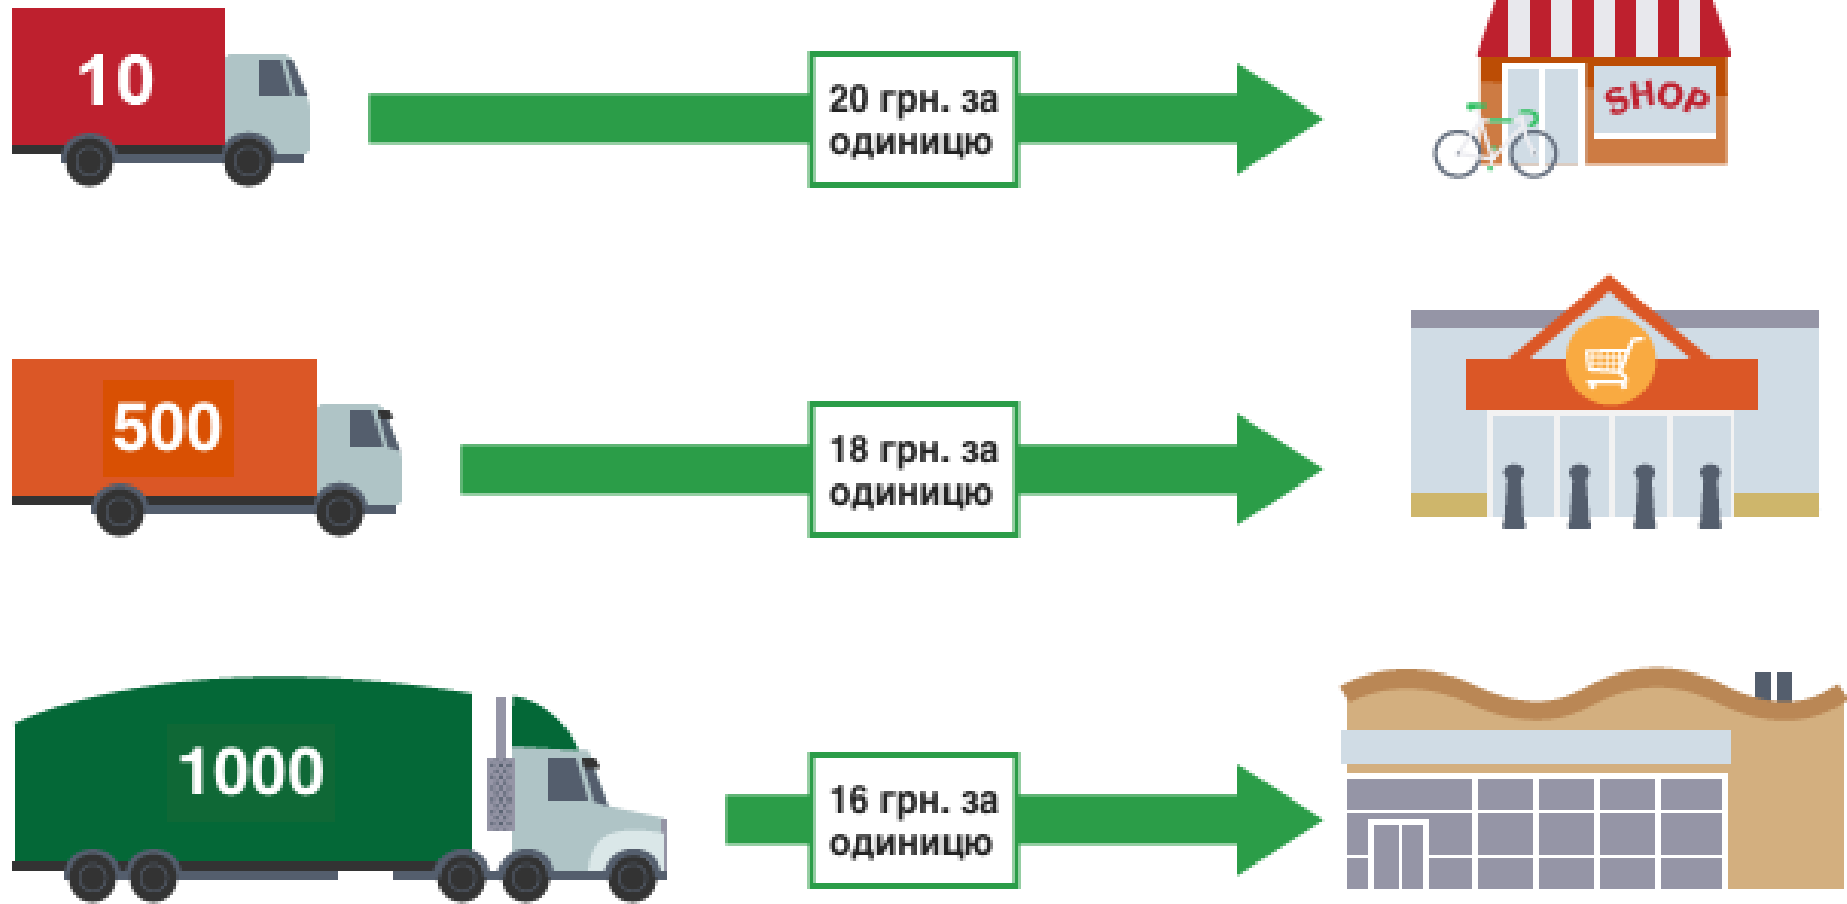 10
20 грн. за
одиницю
SHOP
500
18 грн. за
одиницю
1000
16 грн. за
одиницю